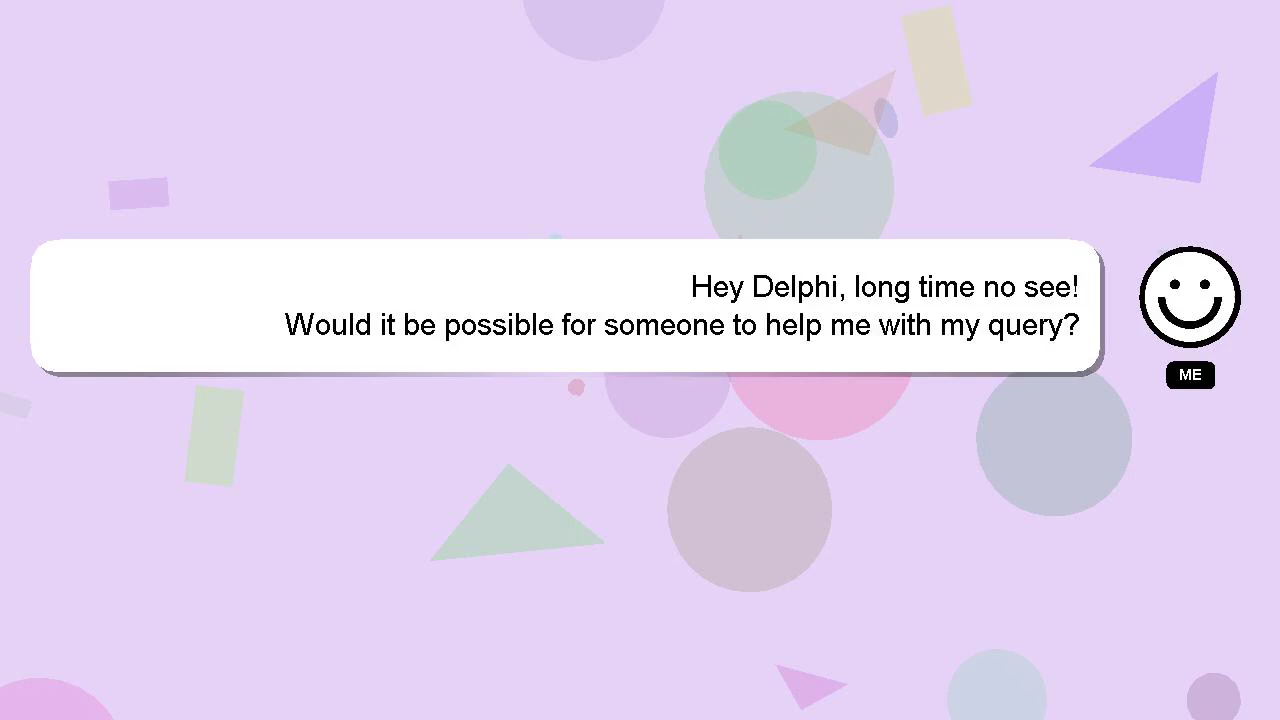 Hey Delphi, long time no see!
Would it be possible for someone to help me with my query?
ME